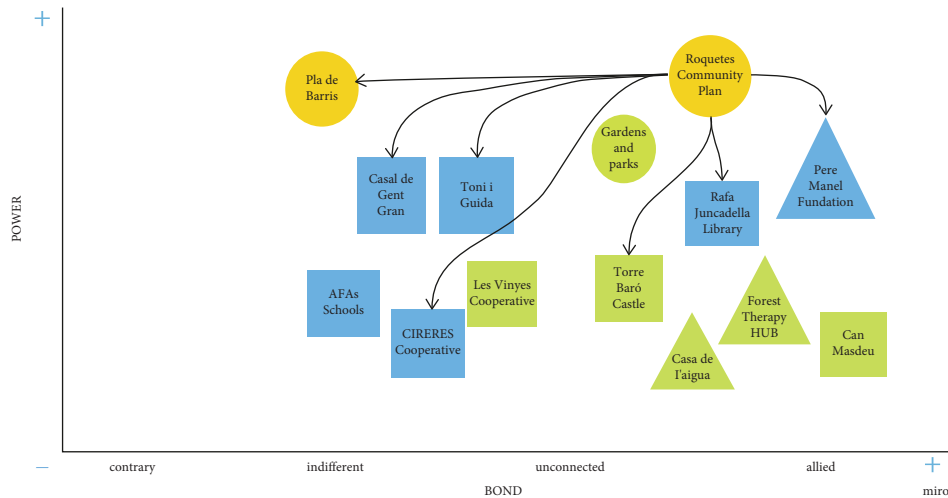 +
POWER
Pla de
Barris
Roquetes
Community
Plan
Gardens
and
parks
Casal de
Gent
Gran
Toni i
Guida
Rafa
Juncadella
Library
Pere
Manel
Fundation
AFAs
Schools
CIRERES
Cooperative
Les Vinyes
Cooperative
Torre
Baró
Castle
Forest
Therapy
HUB
Casa de
I'aigua
Can
Masdeu
–
contrary
indifferent
unconnected
allied
+
BOND
miro